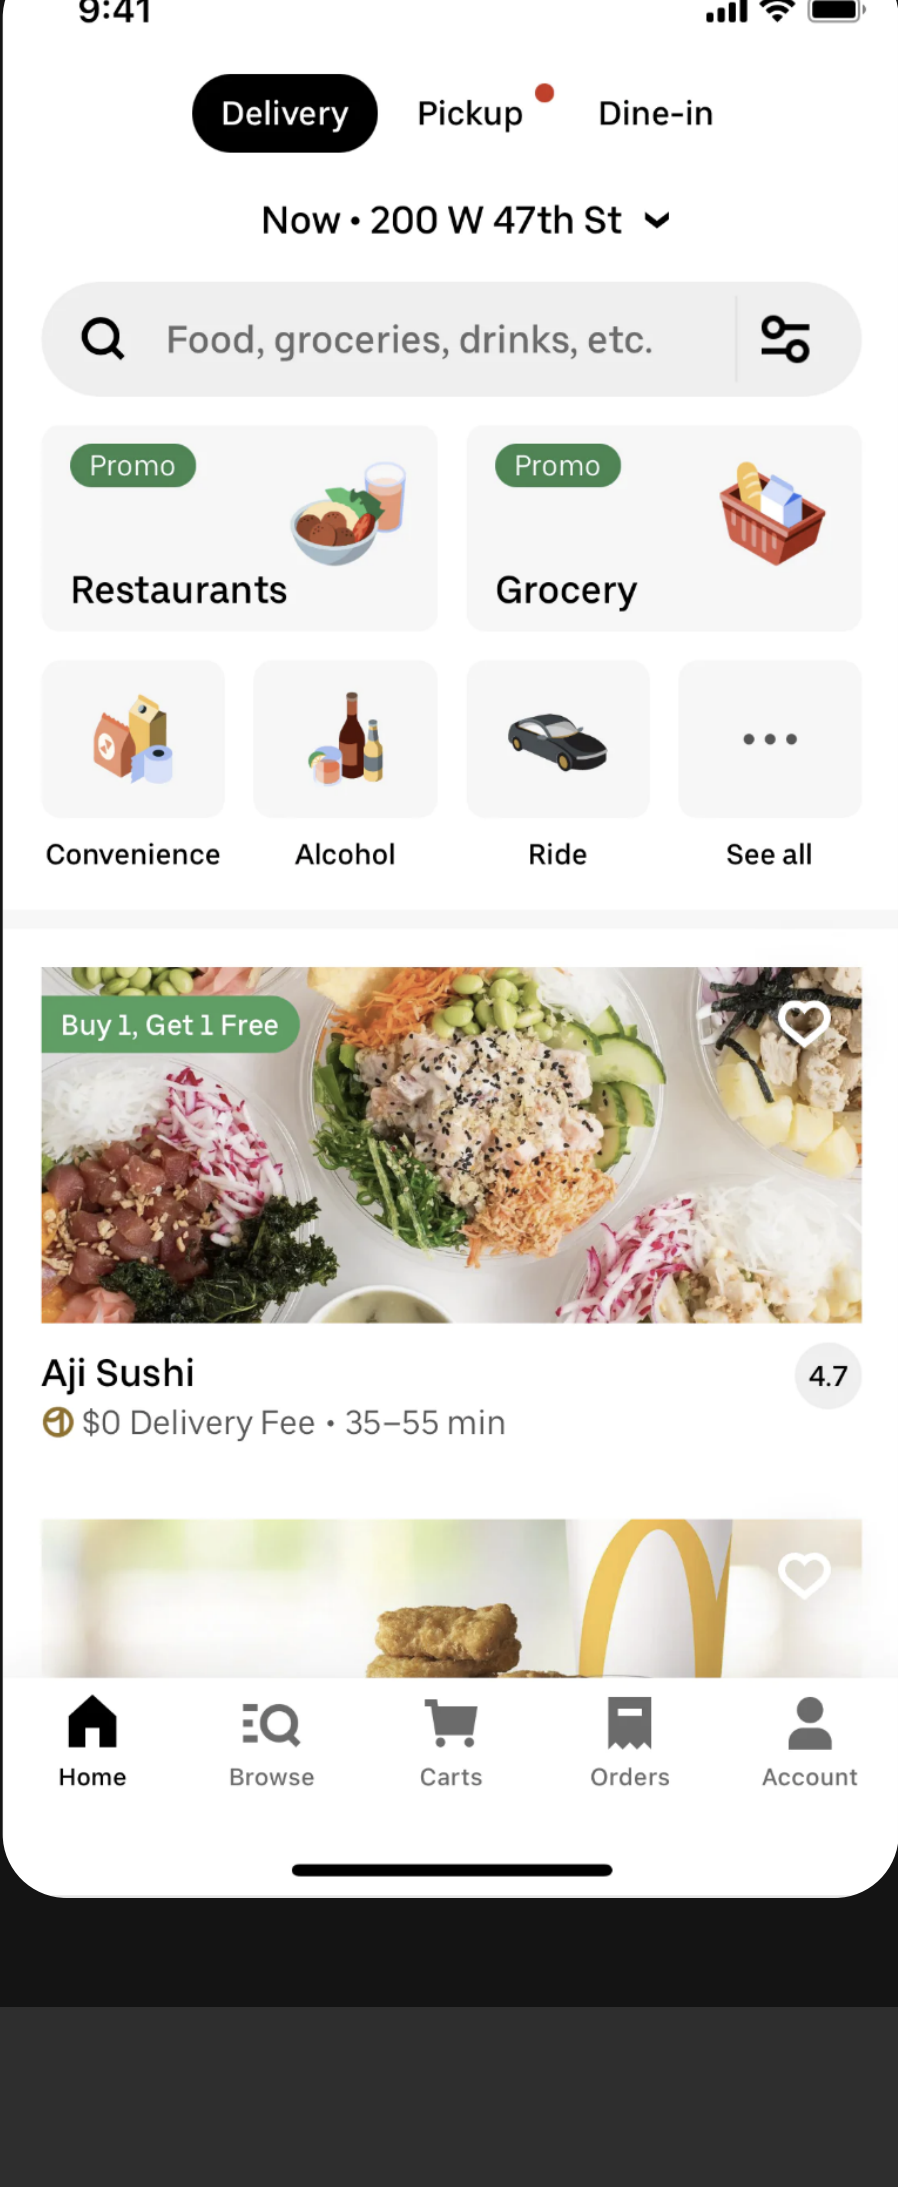 9:41
Delivery Pickup Dine-in
Now • 200 W 47th St
Food, groceries, drinks, etc.
Promo Promo
Restaurants Grocery
Convenience Alcohol Ride See all
Buy 1, Get 1 Free
Aji Sushi 4.7
$0 Delivery Fee • 35–55 min
Home Browse Carts Orders Account